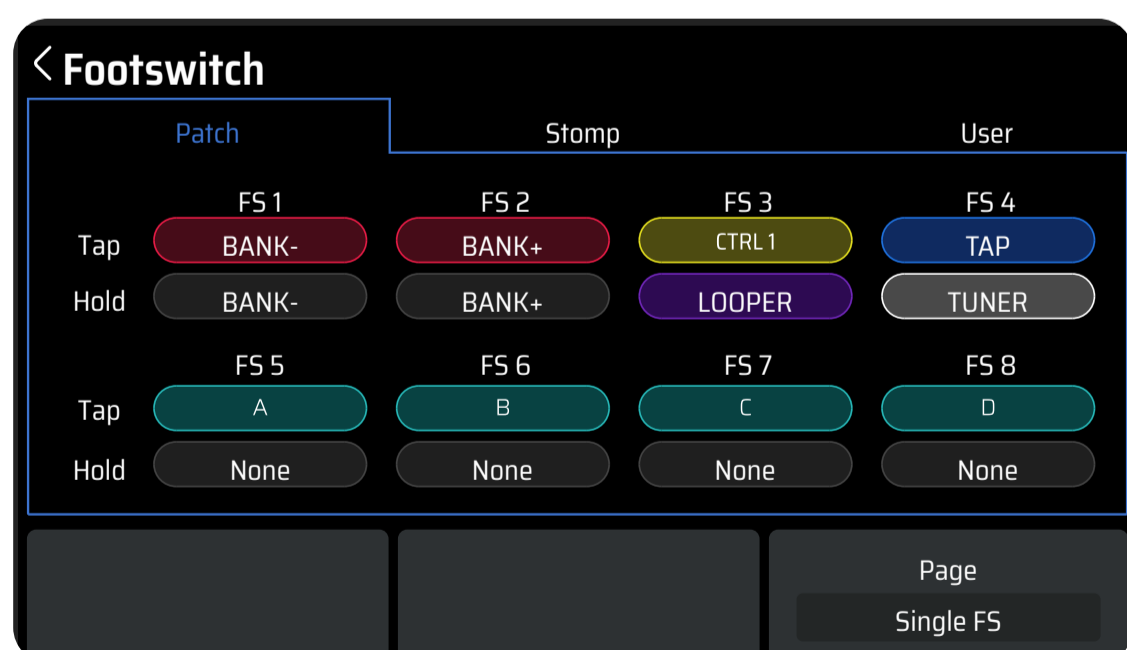 < Footswitch
Patch Stomp User
FS 1 FS 2 FS 3 FS 4
Tap BANK- BANK+ CTRL 1 TAP
Hold BANK- BANK+ LOOPER TUNER
FS 5 FS 6 FS 7 FS 8
Tap A B C D
Hold None None None None
Page
Single FS